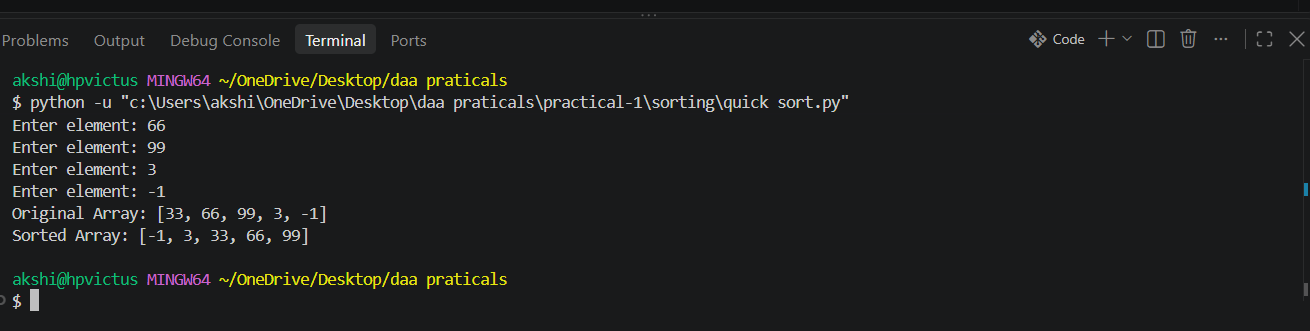 Problems Output Debug Console Terminal Ports Code
akshi@hpvictus MINGW64 ~/OneDrive/Desktop/daa praticals
$ python -u "c:\Users\akshi\OneDrive\Desktop\daa praticals\practical-1\sorting\quick sort.py"
Enter element: 66
Enter element: 99
Enter element: 3
Enter element: -1
Original Array: [33, 66, 99, 3, -1]
Sorted Array: [-1, 3, 33, 66, 99]
akshi@hpvictus MINGW64 ~/OneDrive/Desktop/daa praticals
$